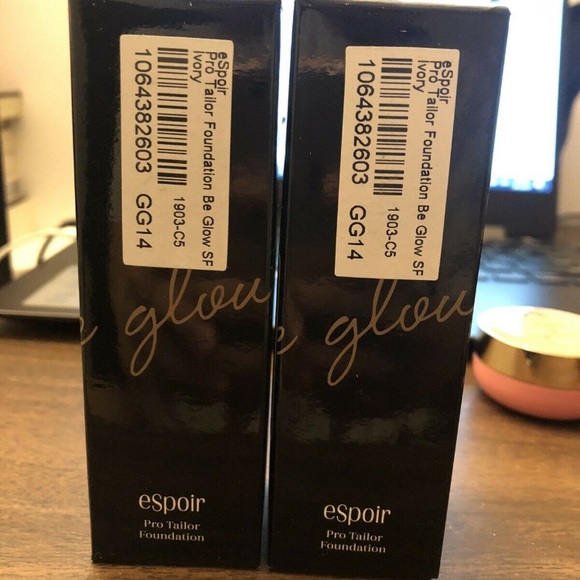 eSpoir
Pro Tailor Foundation Be Glow SF
Ivory
1064382603 GG14
1903-C5
glow
eSpoir
Pro Tailor
Foundation
eSpoir
Pro Tailor Foundation Be Glow SF
Ivory
1064382603 GG14
1903-C5
glow
eSpoir
Pro Tailor
Foundation